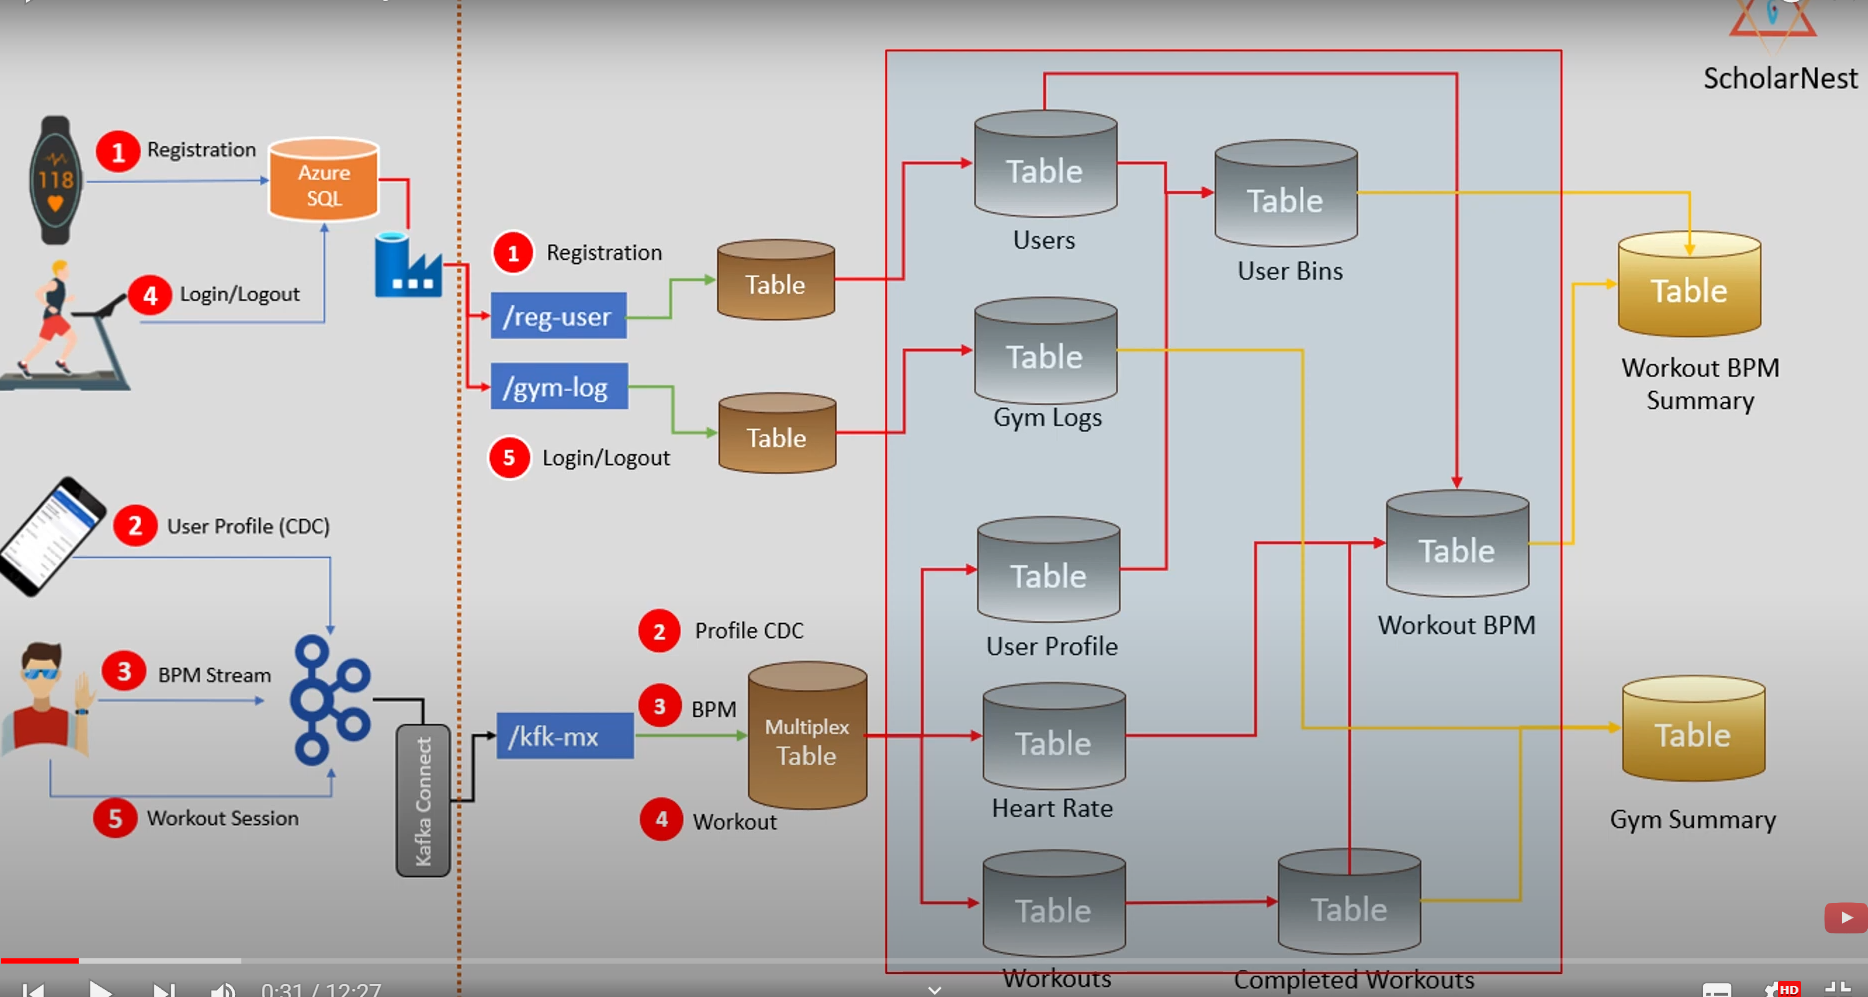 ScholarNest
118
1
Registration
Azure
SQL
4
Login/Logout
2
User Profile (CDC)
3
BPM Stream
5
Workout Session
Kafka Connect
1
Registration
/reg-user
/gym-log
5
Login/Logout
Table
Table
/kfk-mx
2
Profile CDC
3
BPM
4
Workout
Multiplex
Table
Table
Users
Table
User Bins
Table
Gym Logs
Table
User Profile
Table
Heart Rate
Table
Workouts
Table
Completed Workouts
Table
Workout BPM
Table
Workout BPM
Summary
Table
Gym Summary
0:31 / 12:27
HD